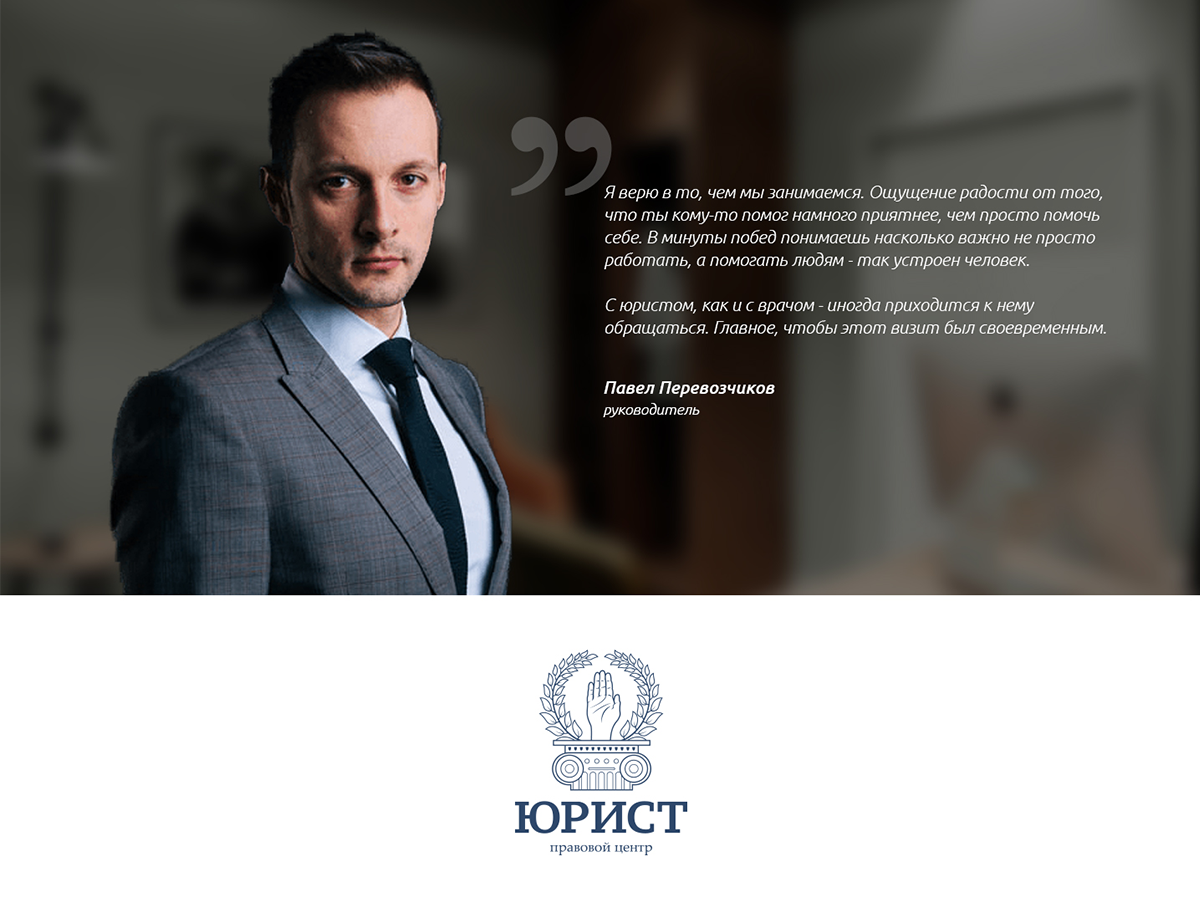 Я верю в то, чем мы занимаемся. Ощущение радости от того,
что ты кому-то помог намного приятнее, чем просто помочь
себе. В минуты побед понимаешь насколько важно не просто
работать, а помогать людям - так устроен человек.
С юристом, как и с врачом - иногда приходится к нему
обращаться. Главное, чтобы этот визит был своевременным.
Павел Перевозчиков
руководитель
ЮРИСТ
правовой центр